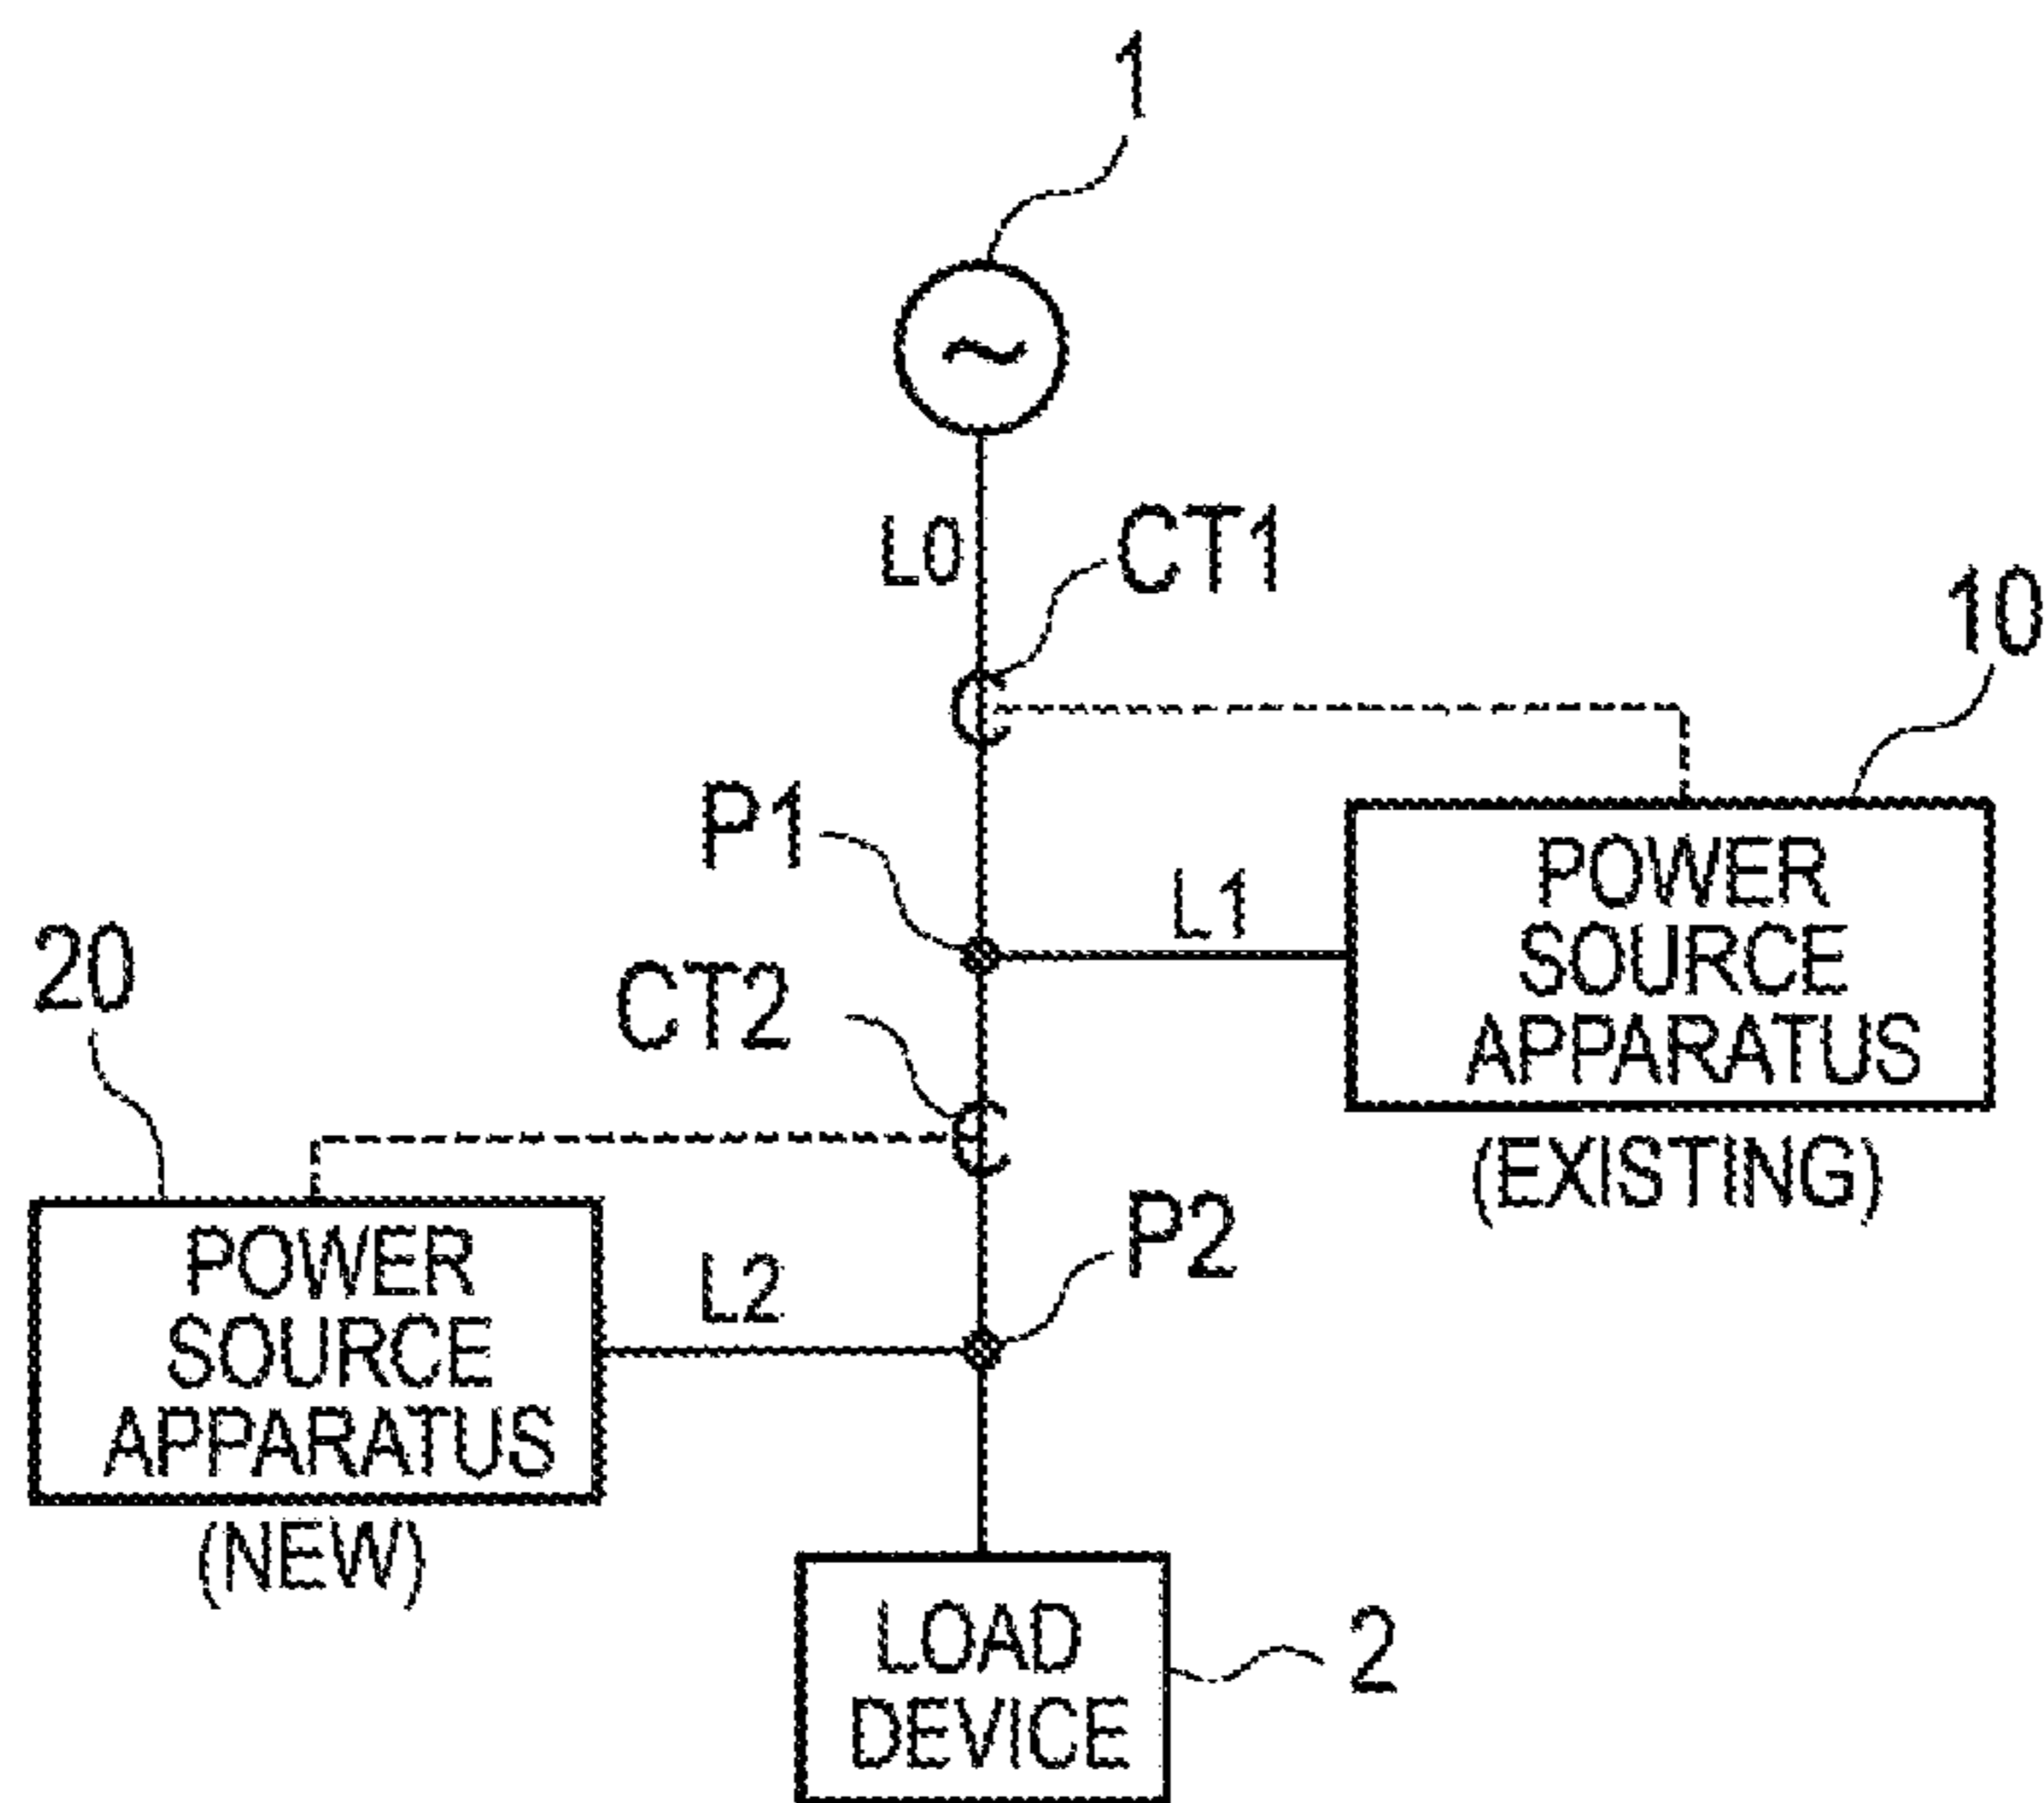 1
~
L0
CT1
10
P1
L1
POWER
SOURCE
APPARATUS
(EXISTING)
20
CT2
P2
L2
POWER
SOURCE
APPARATUS
(NEW)
LOAD
DEVICE
2